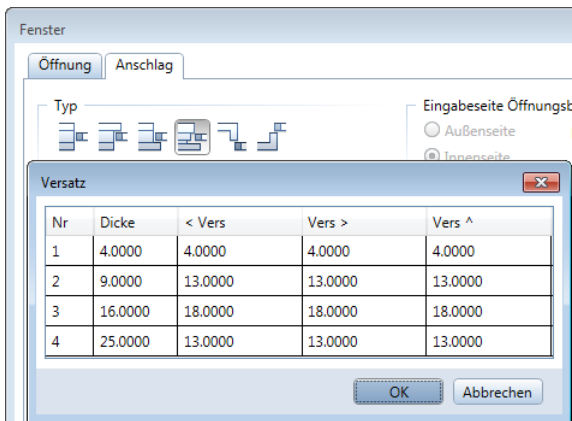 Fenster
Öffnung Anschlag
Typ
Eingabeseite
Außenseite
Innenseite
Versatz
Nr Dicke < Vers Vers > Vers ^
1 4.0000 4.0000 4.0000 4.0000
2 9.0000 13.0000 13.0000 13.0000
3 16.0000 18.0000 18.0000 18.0000
4 25.0000 13.0000 13.0000 13.0000
OK Abbrechen